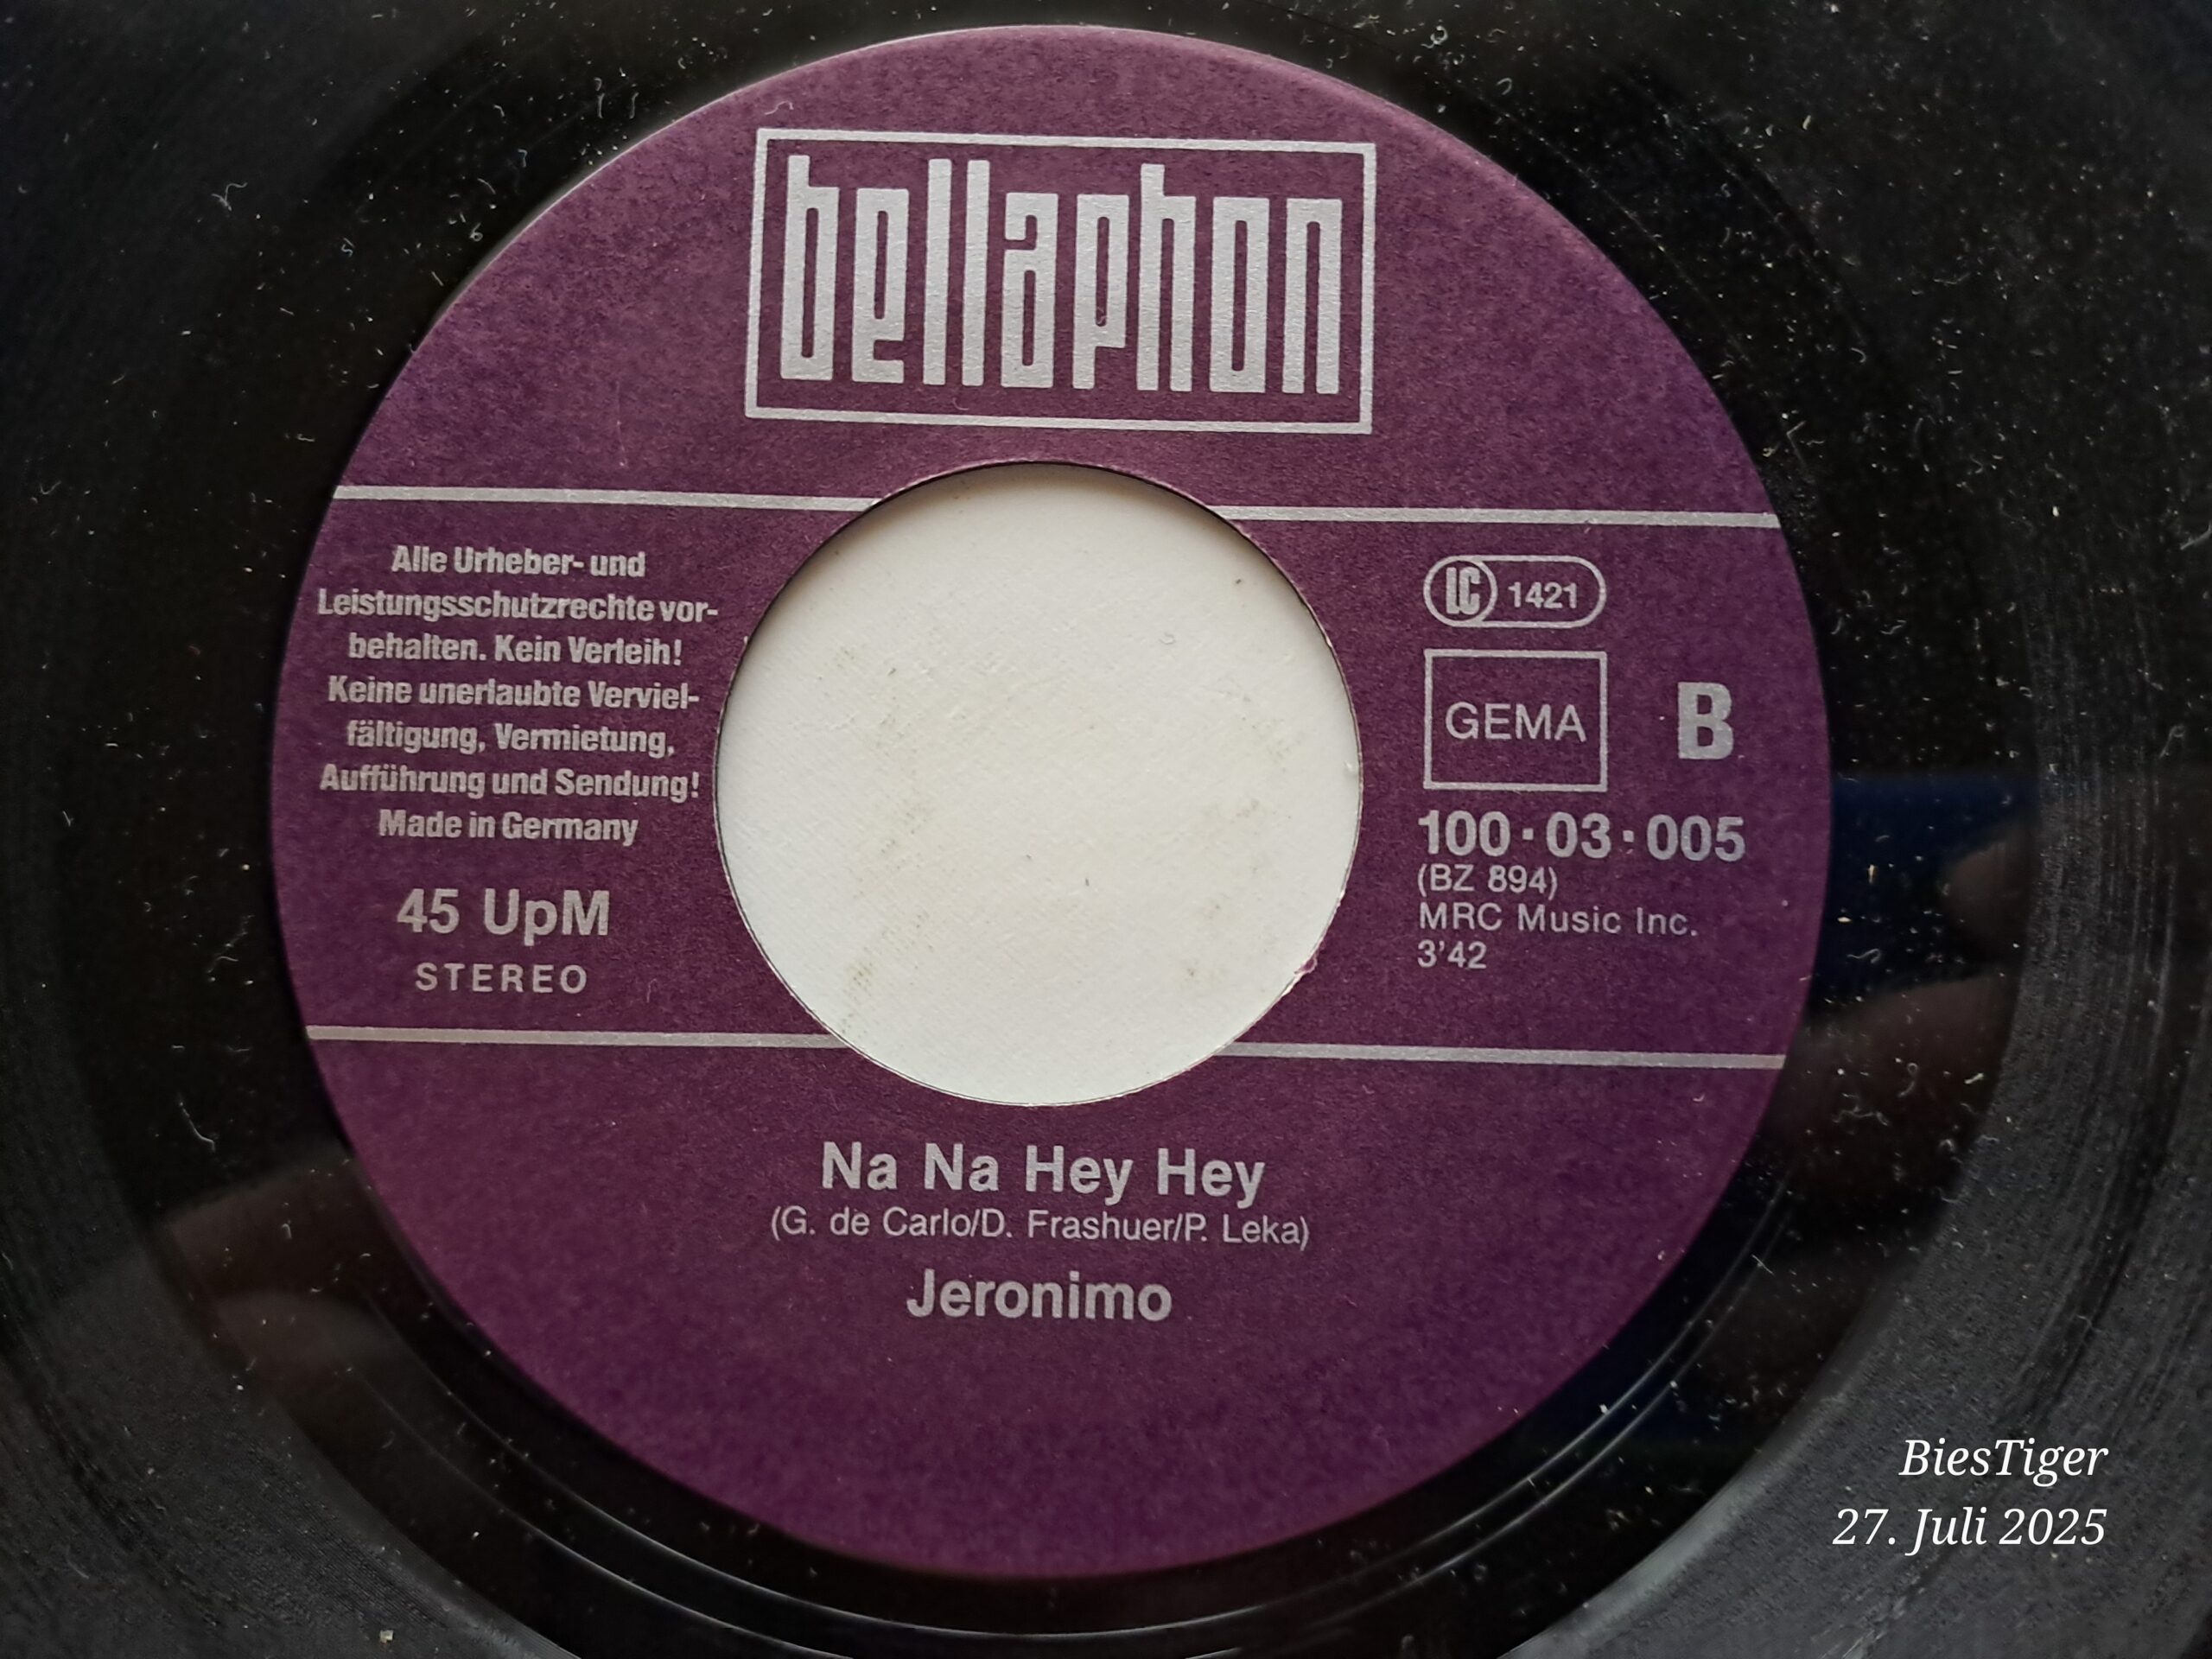 bellaphon
Alle Urheber- und
Leistungsschutzrechte vor-
behalten. Kein Verleih!
Keine unerlaubte Verviel-
fältigung, Vermietung,
Aufführung und Sendung!
Made in Germany
45 UpM
STEREO
LC 1421
GEMA
B
100·03·005
(BZ 894)
MRC Music Inc.
3'42
Na Na Hey Hey
(G. de Carlo/D. Frashuer/P. Leka)
Jeronimo
BiesTiger
27. Juli 2025